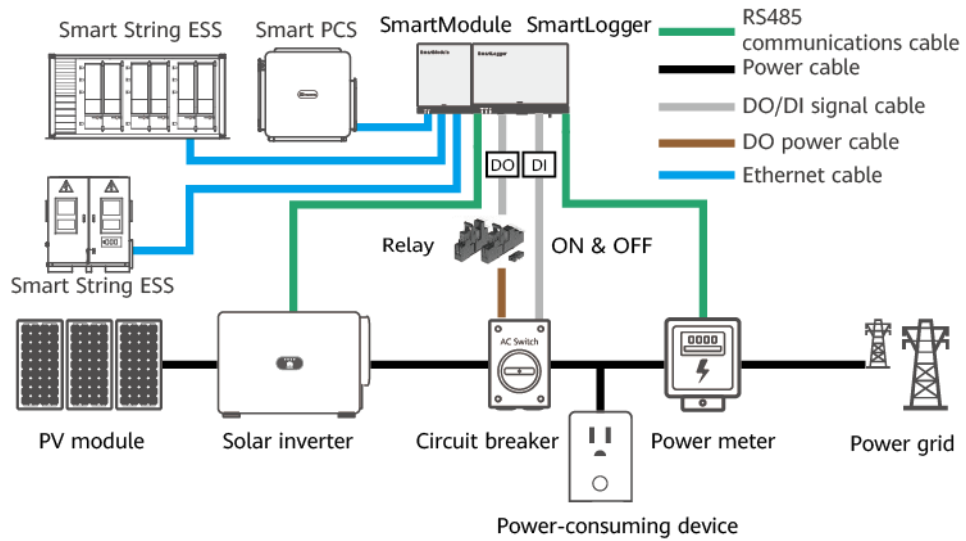 Smart String ESS
Smart PCS
SmartModule
SmartLogger
RS485
communications cable
Power cable
DO/DI signal cable
DO power cable
Ethernet cable
SmartLogger
DO
DI
Relay
ON & OFF
Smart String ESS
AC Switch
0000
PV module
Solar inverter
Circuit breaker
Power meter
Power grid
Power-consuming device